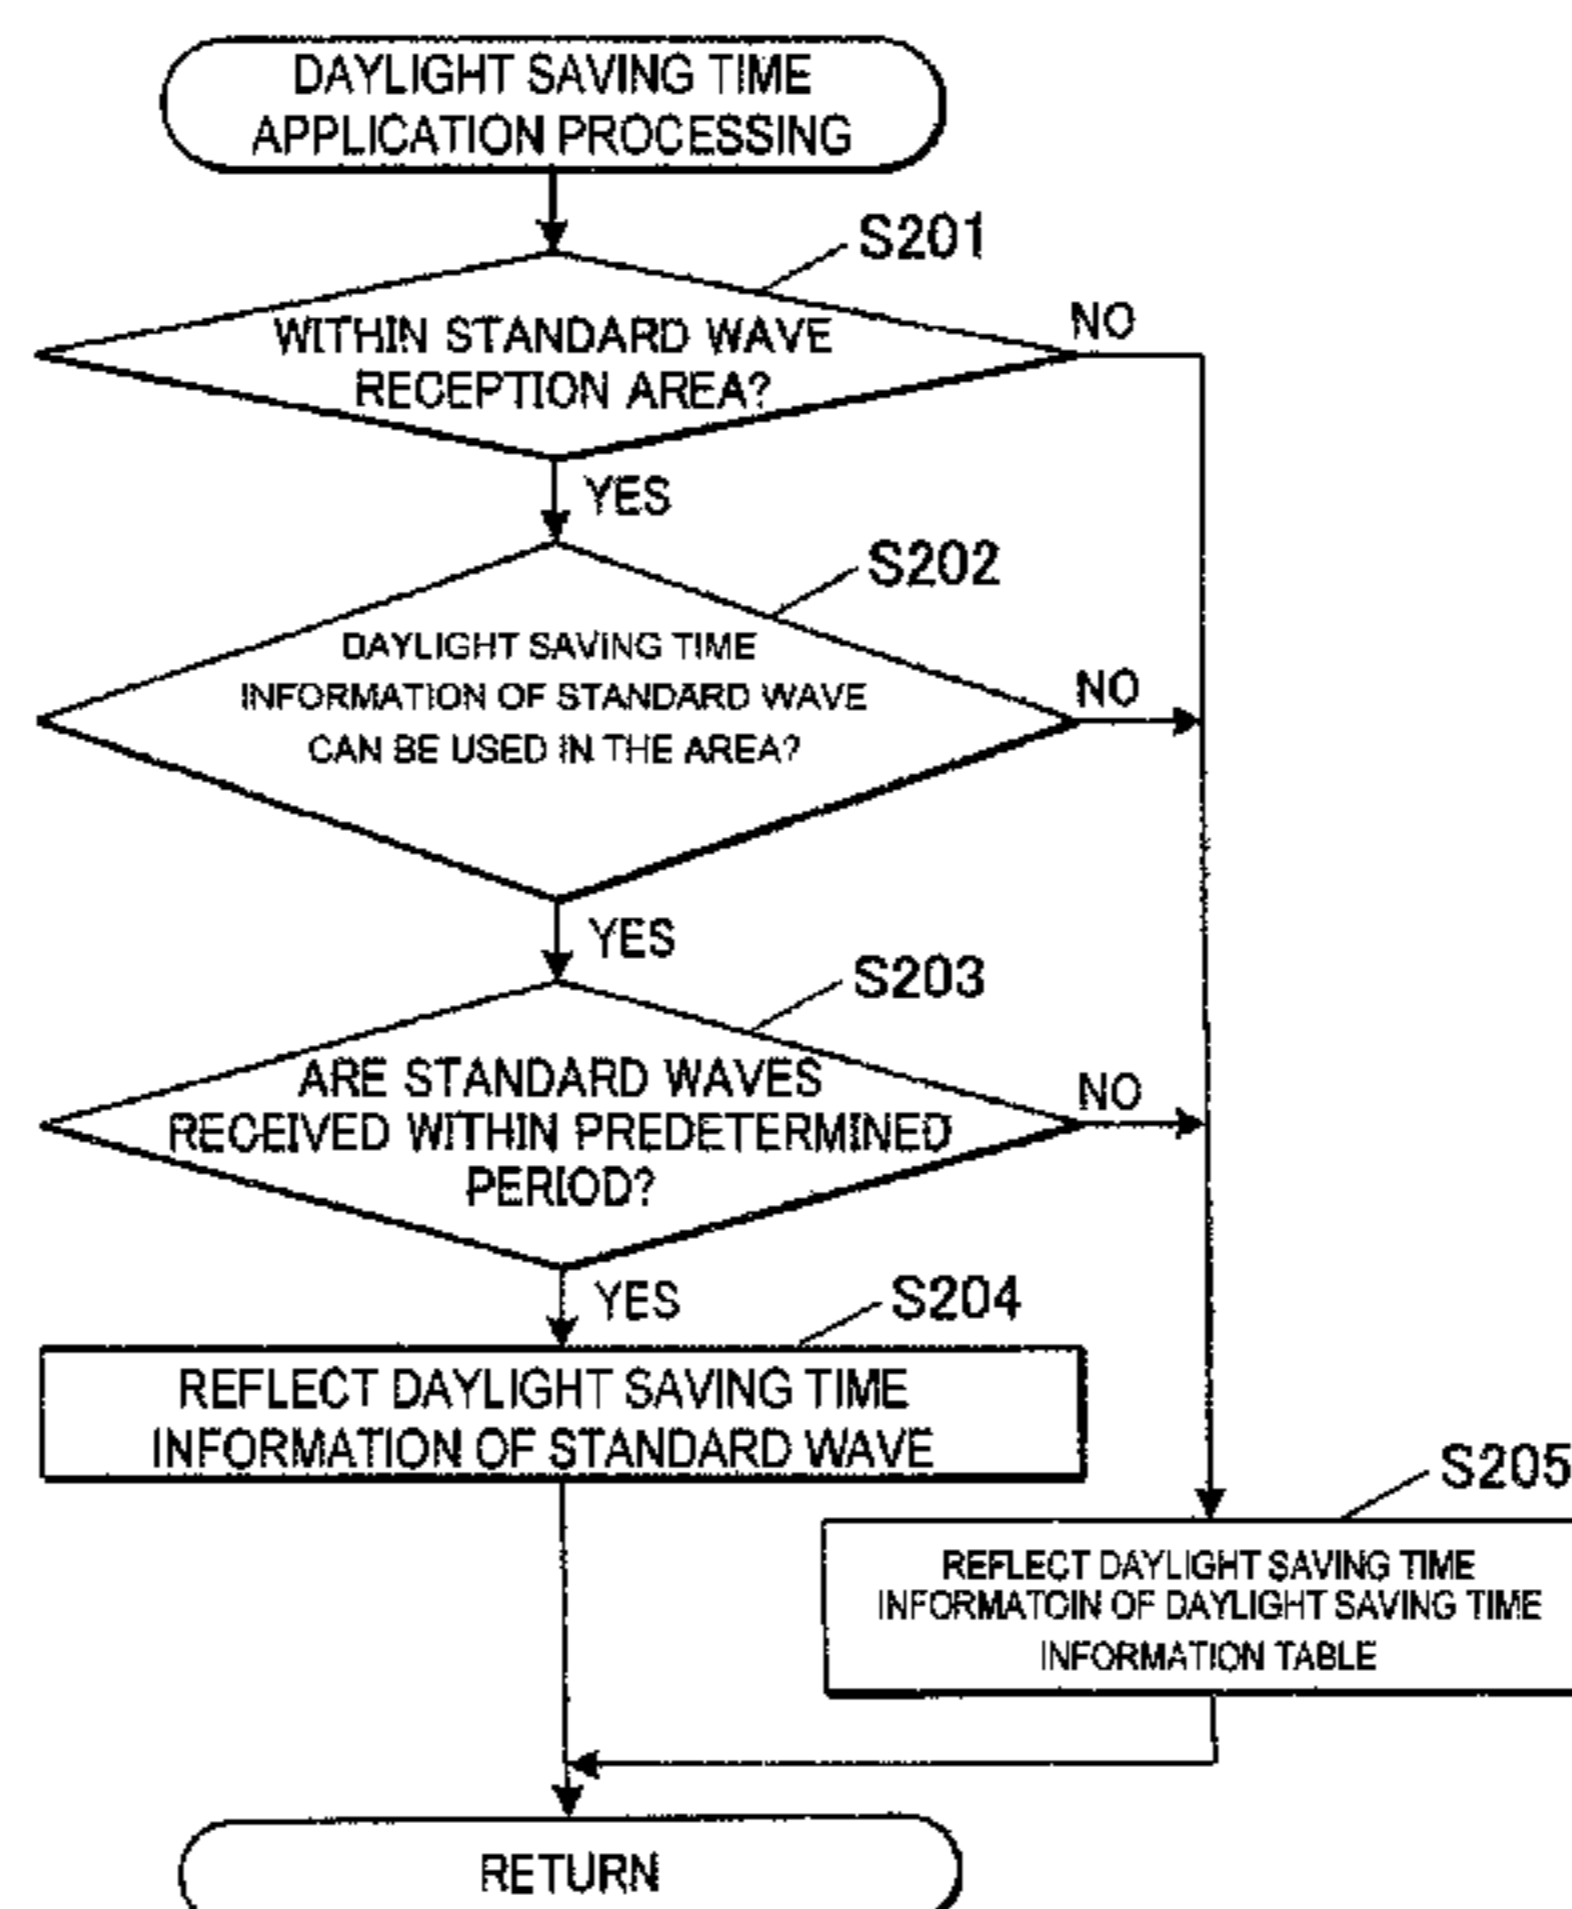 DAYLIGHT SAVING TIME
APPLICATION PROCESSING
S201
WITHIN STANDARD WAVE
RECEPTION AREA?
NO
YES
S202
DAYLIGHT SAVING TIME
INFORMATION OF STANDARD WAVE
CAN BE USED IN THE AREA?
NO
YES
S203
ARE STANDARD WAVES
RECEIVED WITHIN PREDETERMINED
PERIOD?
NO
YES
S204
REFLECT DAYLIGHT SAVING TIME
INFORMATION OF STANDARD WAVE
S205
REFLECT DAYLIGHT SAVING TIME
INFORMATOIN OF DAYLIGHT SAVING TIME
INFORMATION TABLE
RETURN